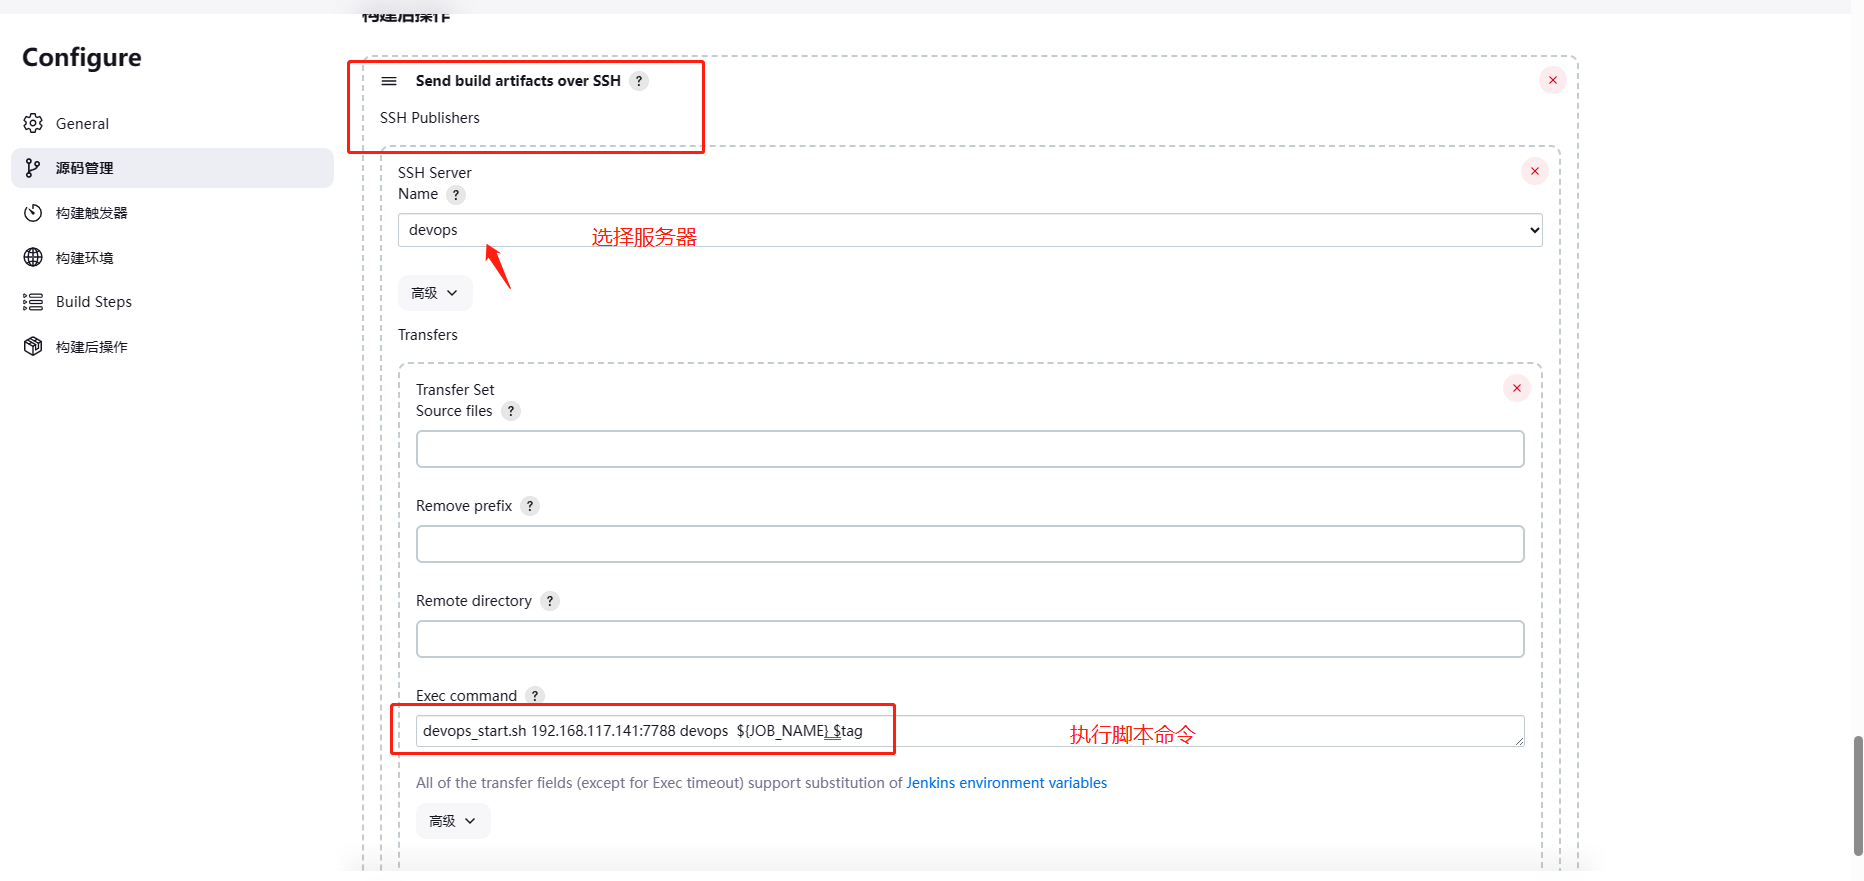 构建后操作
Configure
General
源码管理
构建触发器
构建环境
Build Steps
构建后操作
Send build artifacts over SSH ?
SSH Publishers
SSH Server
Name ?
devops
选择服务器
高级
Transfers
Transfer Set
Source files ?
Remove prefix ?
Remote directory ?
Exec command ?
devops_start.sh 192.168.117.141:7788 devops  ${JOB_NAME} $tag
执行脚本命令
All of the transfer fields (except for Exec timeout) support substitution of Jenkins environment variables
高级